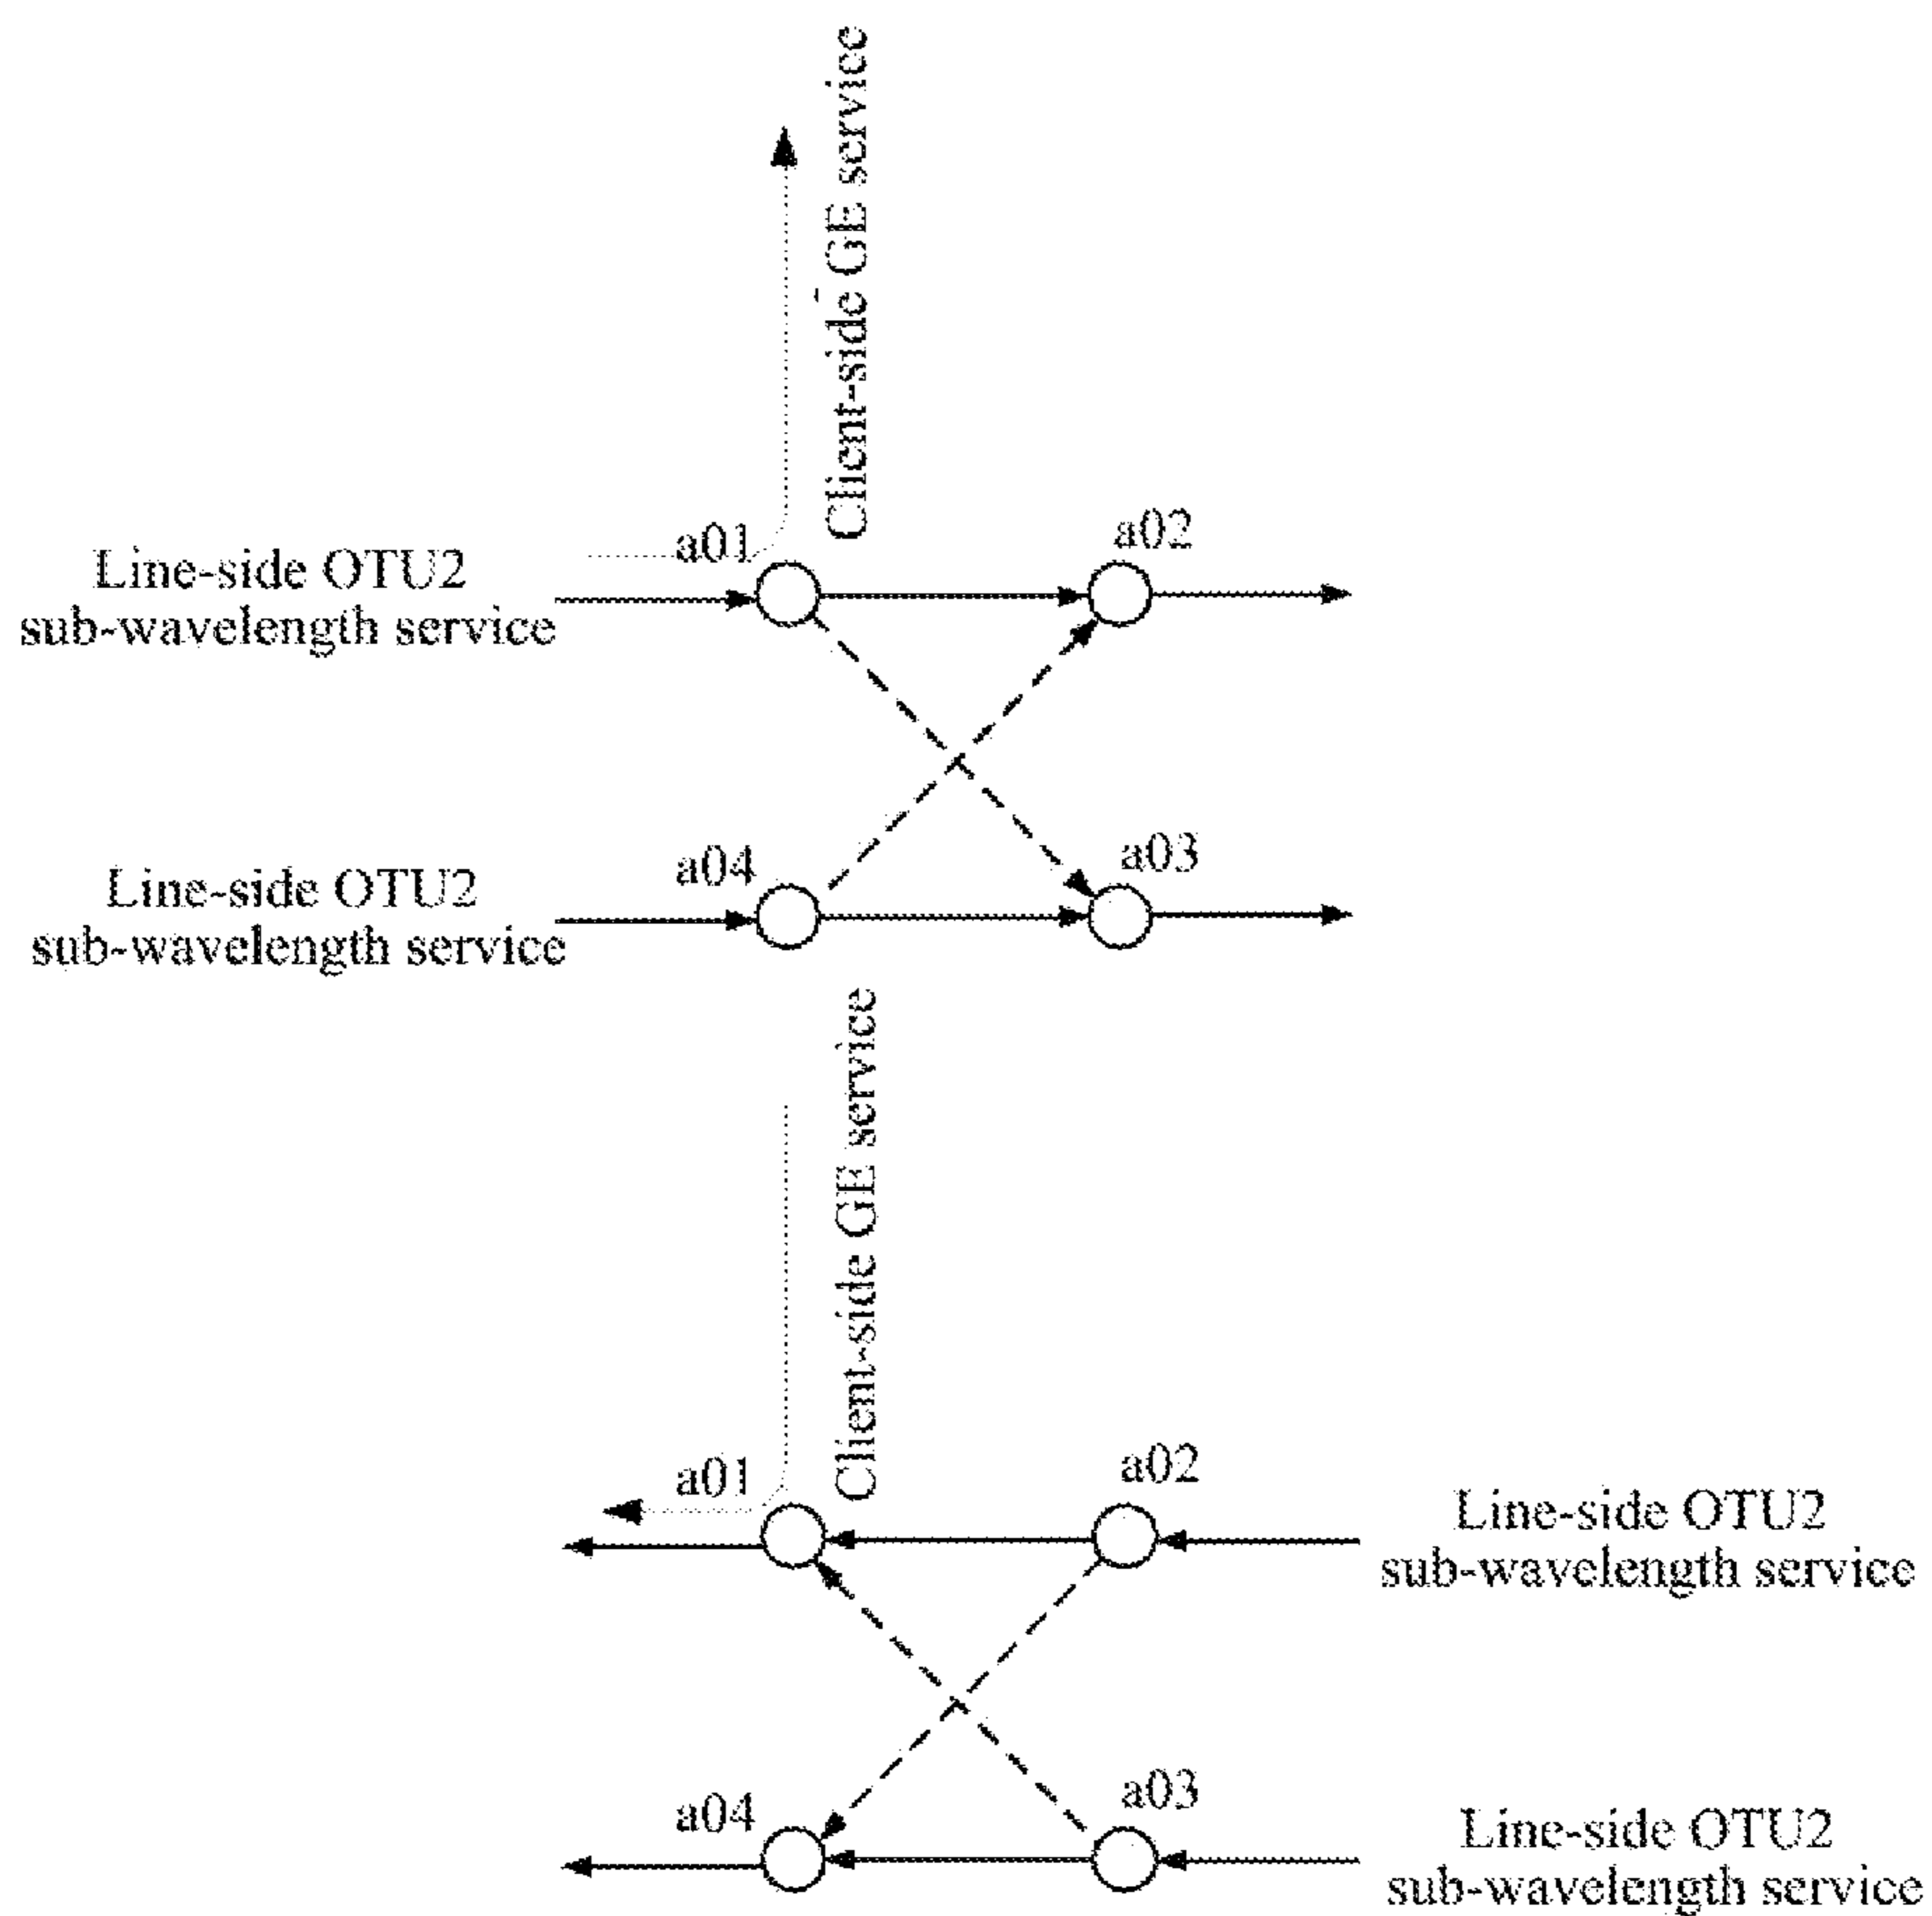 Client-side GE service
a01
a02
Line-side OTU2
sub-wavelength service
a04
a03
Line-side OTU2
sub-wavelength service
Client-side GE service
a01
a02
Line-side OTU2
sub-wavelength service
a04
a03
Line-side OTU2
sub-wavelength service